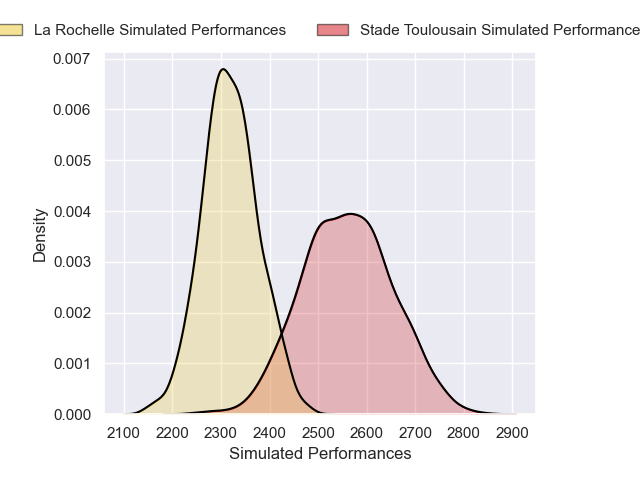 La Rochelle Simulated Performances
Stade Toulousain Simulated Performance
0.007
0.006
0.005
0.004
0.003
0.002
0.001
0.000
Density
2100 2200 2300 2400 2500 2600 2700 2800 2900
Simulated Performances